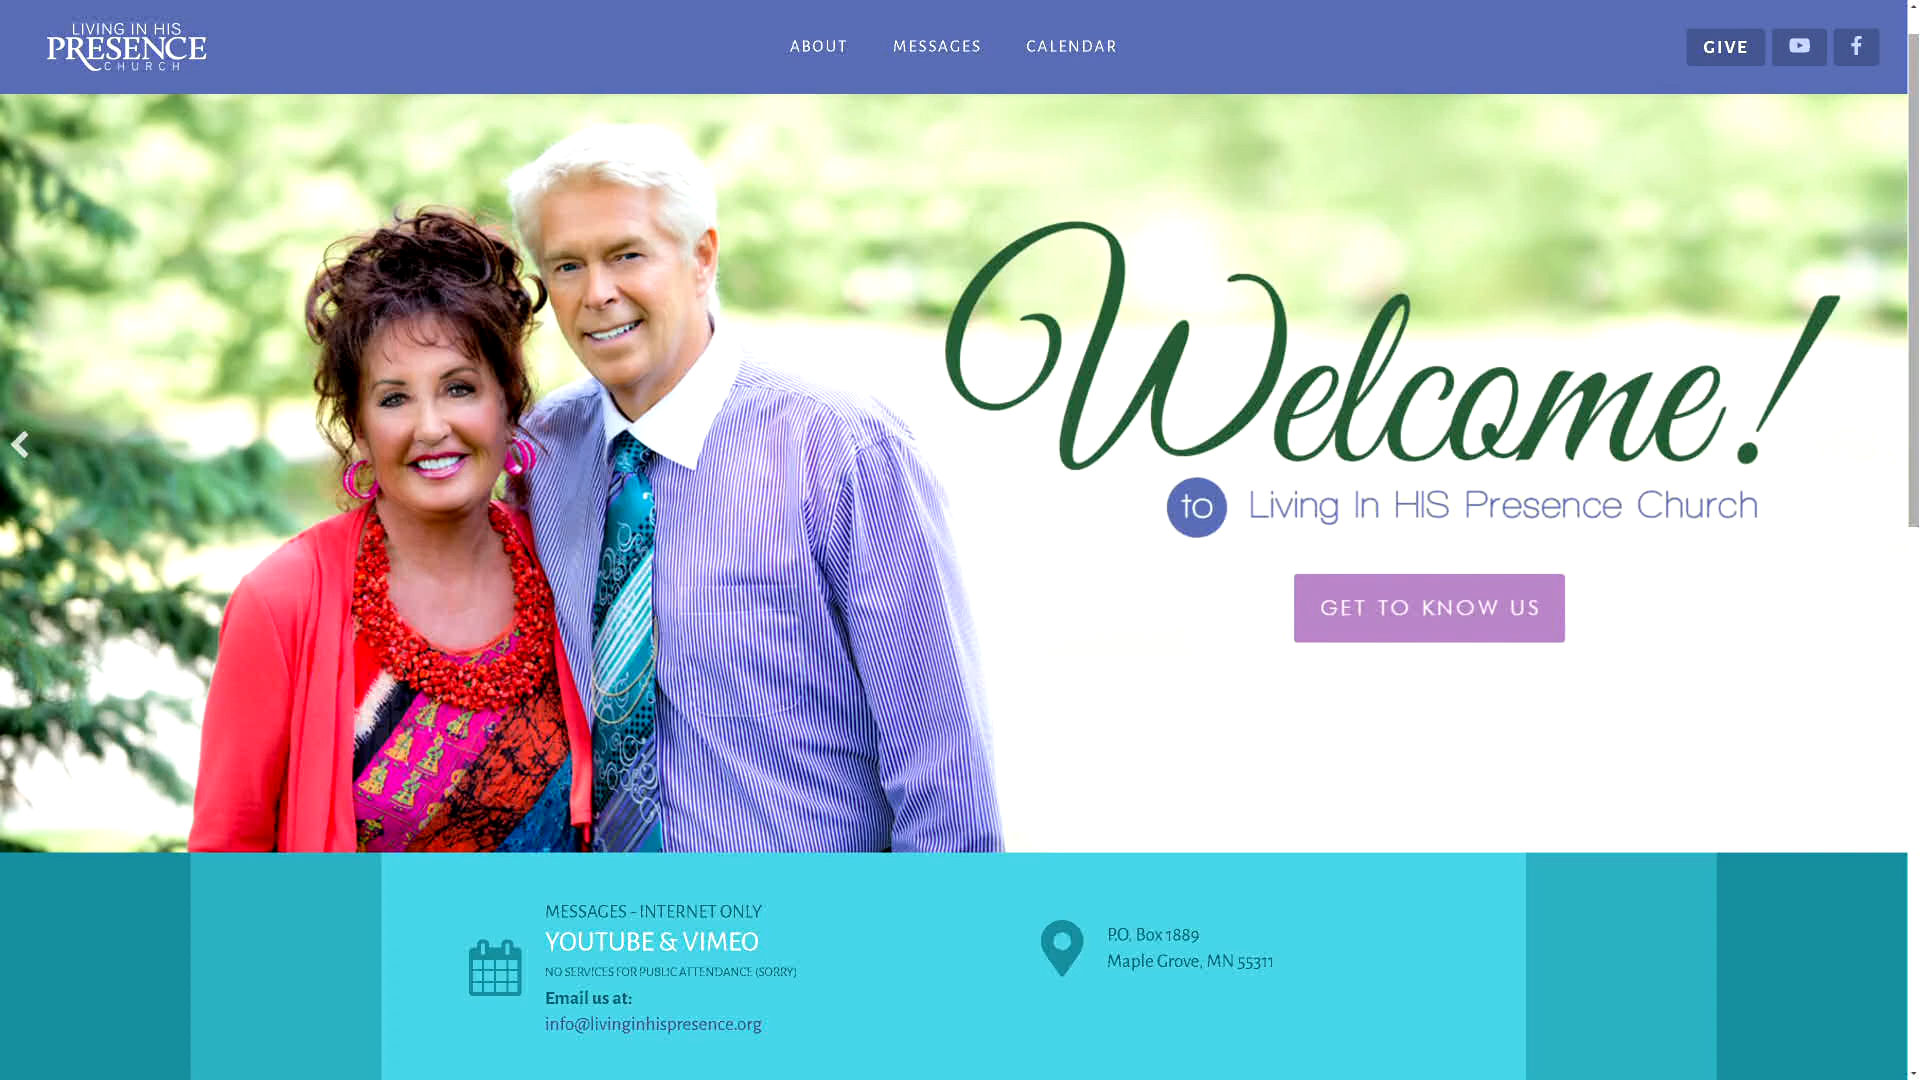 LIVING IN HIS
PRESENCE
CHURCH
ABOUT
MESSAGES
CALENDAR
GIVE
Welcome!
to Living In HIS Presence Church
GET TO KNOW US
MESSAGES - INTERNET ONLY
YOUTUBE & VIMEO
NO SERVICES FOR PUBLIC ATTENDANCE (SORRY)
Email us at:
info@livinginhispresence.org
P.O. Box 1889
Maple Grove, MN 55311